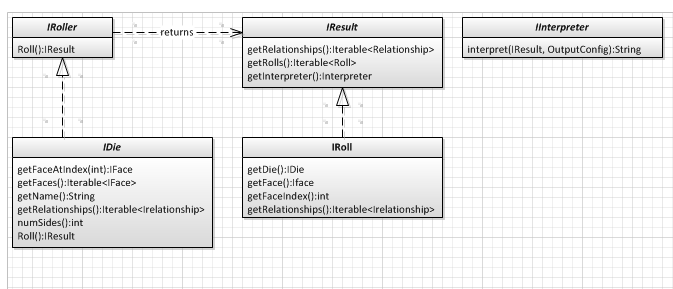 IRoller
Roll():IResult
returns
IResult
getRelationships():Iterable<Relationship>
getRolls():Iterable<Roll>
getInterpreter():Interpreter
IInterpreter
interpret(IResult, OutputConfig):String
IDie
getFaceAtIndex(int):IFace
getFaces():Iterable<IFace>
getName():String
getRelationships():Iterable<Irelationship>
numSides():int
Roll():IResult
IRoll
getDie():IDie
getFace():Iface
getFaceIndex():int
getRelationships():Iterable<Irelationship>